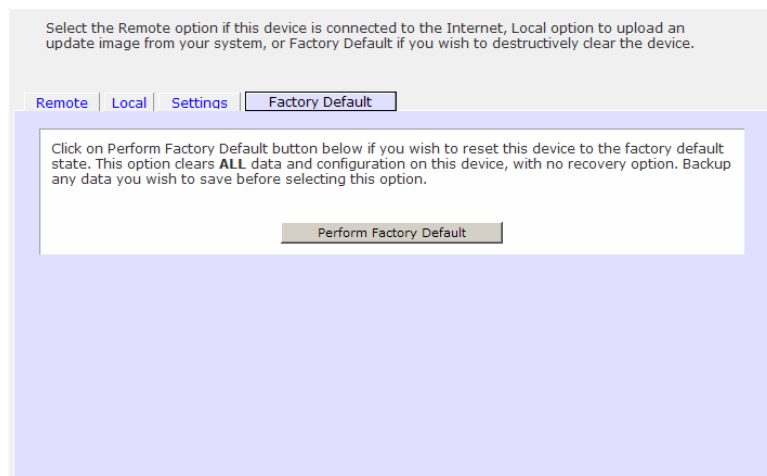 Select the Remote option if this device is connected to the Internet, Local option to upload an
update image from your system, or Factory Default if you wish to destructively clear the device.
Remote Local Settings Factory Default
Click on Perform Factory Default button below if you wish to reset this device to the factory default
state. This option clears ALL data and configuration on this device, with no recovery option. Backup
any data you wish to save before selecting this option.
Perform Factory Default